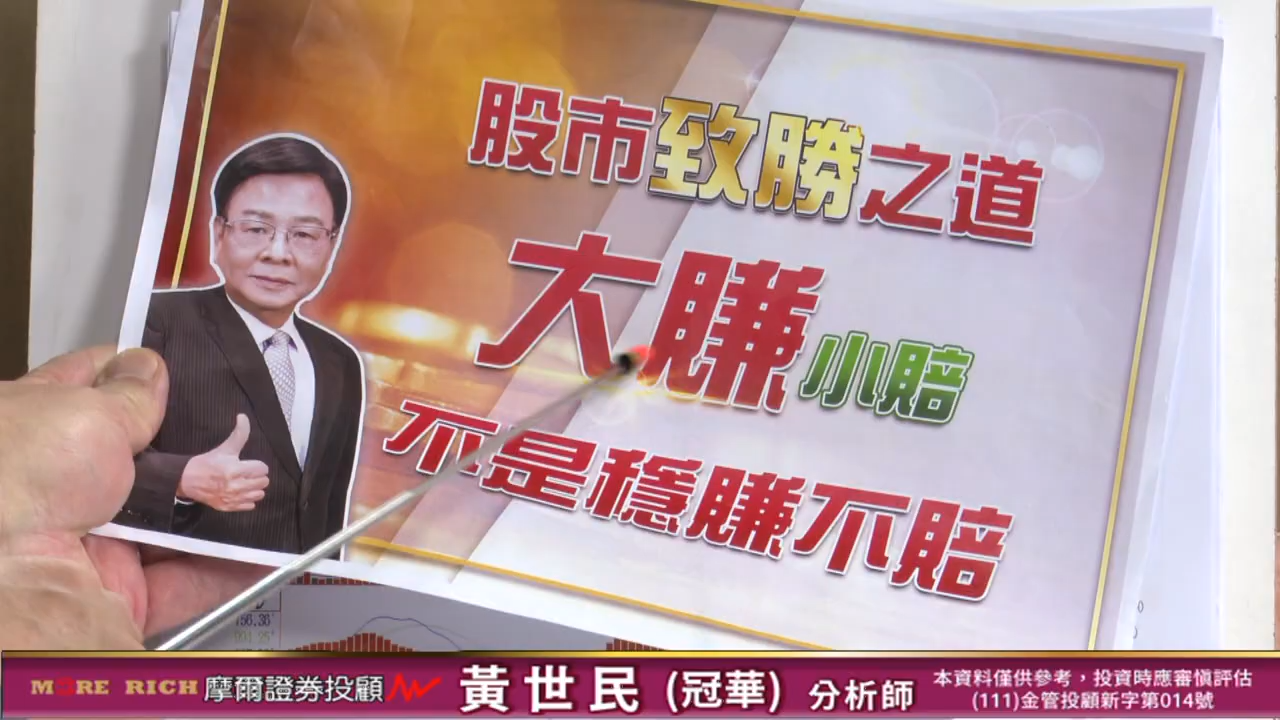 股市致勝之道
大賺小賠
不是穩賺不賠
156.36
MORE RICH 摩爾證券投顧
黃世民 (冠華) 分析師
本資料僅供參考,投資時應審慎評估
(111)金管投顧新字第014號